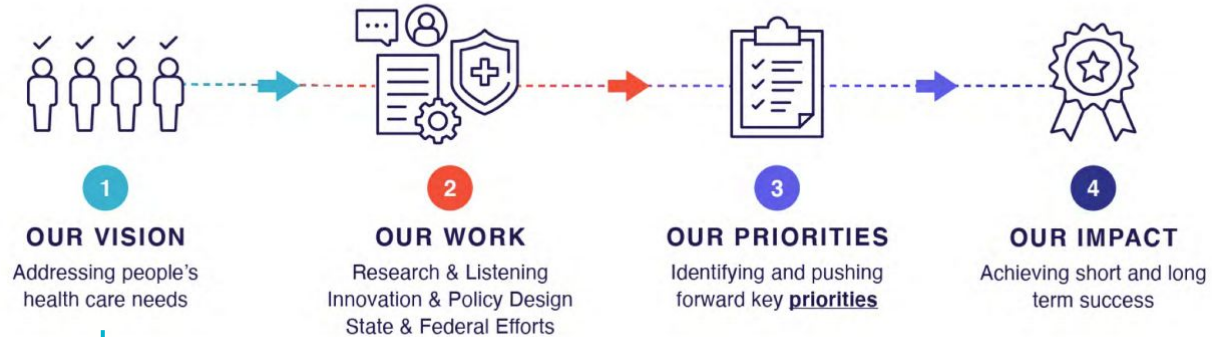 1
OUR VISION
Addressing people's
health care needs
2
OUR WORK
Research & Listening
Innovation & Policy Design
State & Federal Efforts
3
OUR PRIORITIES
Identifying and pushing
forward key priorities
4
OUR IMPACT
Achieving short and long
term success